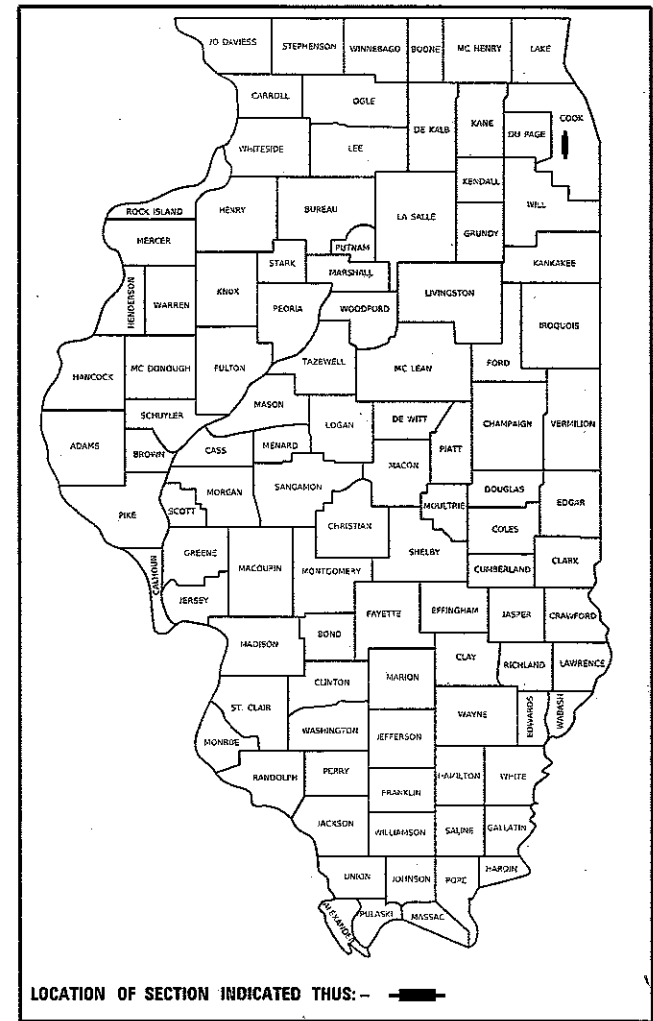 JO DAVIESS STEPHENSON WINNEBAGO BOONE MC HENRY LAKE
CARROLL OGLE DE KALB KANE DU PAGE COOK
WHITESIDE LEE
KENDALL
ROCK ISLAND HENRY BUREAU LA SALLE WILL
MERCER PUTNAM GRUNDY
STARK MARSHALL KANKAKEE
HENDERSON WARREN KNOX PEORIA WOODFORD LIVINGSTON IROQUOIS
HANCOCK MC DONOUGH FULTON TAZEWELL MC LEAN FORD
SCHUYLER MASON LOGAN DE WITT CHAMPAIGN VERMILION
ADAMS BROWN CASS MENARD MACON PIATT
PIKE SCOTT MORGAN SANGAMON CHRISTIAN MOULTRIE DOUGLAS EDGAR
COLES
CALHOUN GREENE MACOUPIN MONTGOMERY SHELBY CUMBERLAND CLARK
JERSEY FAYETTE EFFINGHAM JASPER CRAWFORD
MADISON BOND
CLINTON MARION CLAY RICHLAND LAWRENCE
ST. CLAIR WASHINGTON JEFFERSON WAYNE EDWARDS WABASH
MONROE
RANDOLPH PERRY FRANKLIN HAMILTON WHITE
JACKSON WILLIAMSON SALINE GALLATIN
UNION JOHNSON POPE HARDIN
ALEXANDER PULASKI MASSAC
LOCATION OF SECTION INDICATED THUS: –